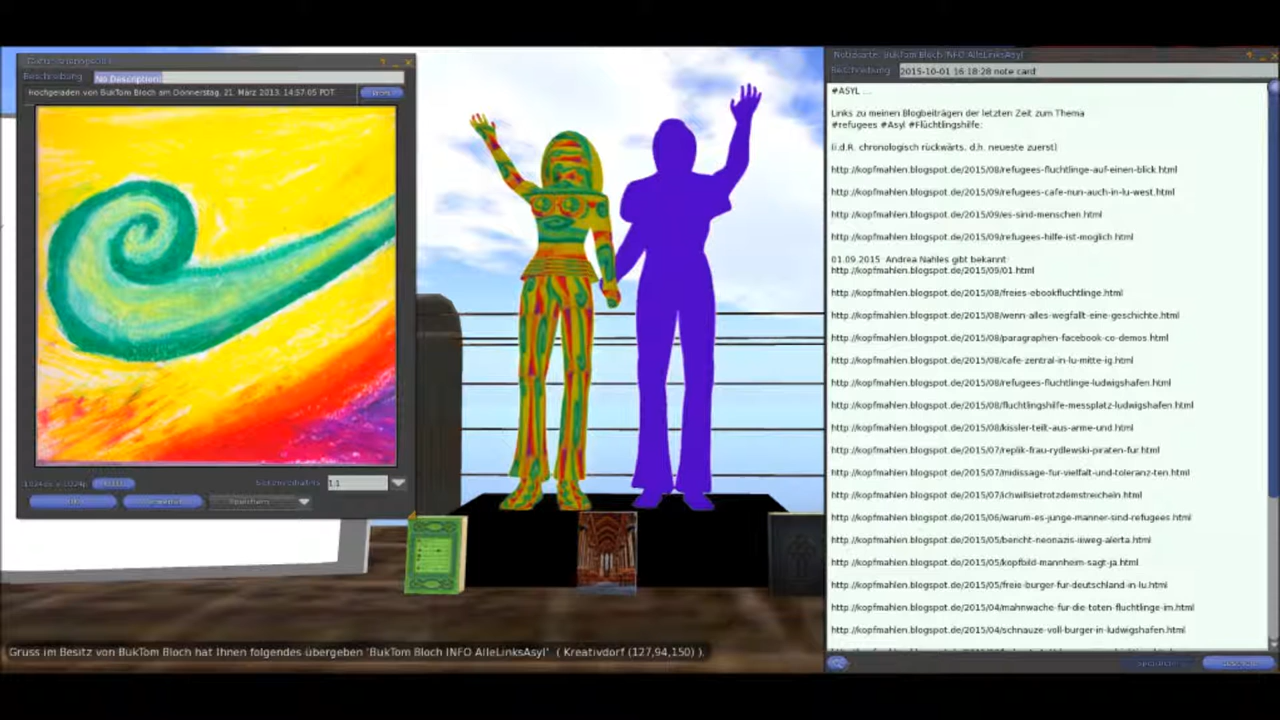 Beschreibung
No Description
Hochgeladen von BukTom Bloch am Donnerstag, 21. März 2013, 14:57:05 PDT
Seitenverhältnis
1:1
Notizkarte: BukTom Bloch INFO AlleLinksAsyl
Beschreibung
2015-10-01 16:18:28 note card
#ASYL ...
Links zu meinen Blogbeiträgen der letzten Zeit zum Thema
#refugees #Asyl #Flüchtlingshilfe:
(i.d.R. chronologisch rückwärts, d.h. neueste zuerst)
http://kopfmahlen.blogspot.de/2015/08/refugees-fluchtlinge-auf-einen-blick.html
http://kopfmahlen.blogspot.de/2015/09/refugees-cafe-nun-auch-in-lu-west.html
http://kopfmahlen.blogspot.de/2015/09/es-sind-menschen.html
http://kopfmahlen.blogspot.de/2015/09/refugees-hilfe-ist-moglich.html
01.09.2015 Andrea Nahles gibt bekannt:
http://kopfmahlen.blogspot.de/2015/09/01.html
http://kopfmahlen.blogspot.de/2015/08/freies-ebookfluchtlinge.html
http://kopfmahlen.blogspot.de/2015/08/wenn-alles-wegfallt-eine-geschichte.html
http://kopfmahlen.blogspot.de/2015/08/paragraphen-facebook-co-demos.html
http://kopfmahlen.blogspot.de/2015/08/cafe-zentral-in-lu-mitte-ig.html
http://kopfmahlen.blogspot.de/2015/08/refugees-fluchtlinge-ludwigshafen.html
http://kopfmahlen.blogspot.de/2015/08/fluchtlingshilfe-messplatz-ludwigshafen.html
http://kopfmahlen.blogspot.de/2015/08/kissler-teilt-aus-arme-und.html
http://kopfmahlen.blogspot.de/2015/07/replik-frau-rydlewski-piraten-fur.html
http://kopfmahlen.blogspot.de/2015/07/midissage-fur-vielfalt-und-toleranz-ten.html
http://kopfmahlen.blogspot.de/2015/07/ichwillsietrotzdemstreicheln.html
http://kopfmahlen.blogspot.de/2015/06/warum-es-junge-manner-sind-refugees.html
http://kopfmahlen.blogspot.de/2015/05/bericht-neonazis-iiiweg-alerta.html
http://kopfmahlen.blogspot.de/2015/05/kopfbild-mannheim-sagt-ja.html
http://kopfmahlen.blogspot.de/2015/05/freie-burger-fur-deutschland-in-lu.html
http://kopfmahlen.blogspot.de/2015/04/mahnwache-fur-die-toten-fluchtlinge-im.html
http://kopfmahlen.blogspot.de/2015/04/schnauze-voll-burger-in-ludwigshafen.html
Gruss im Besitz von BukTom Bloch hat Ihnen folgendes übergeben 'BukTom Bloch INFO AlleLinksAsyl' ( Kreativdorf (127,94,150) ).